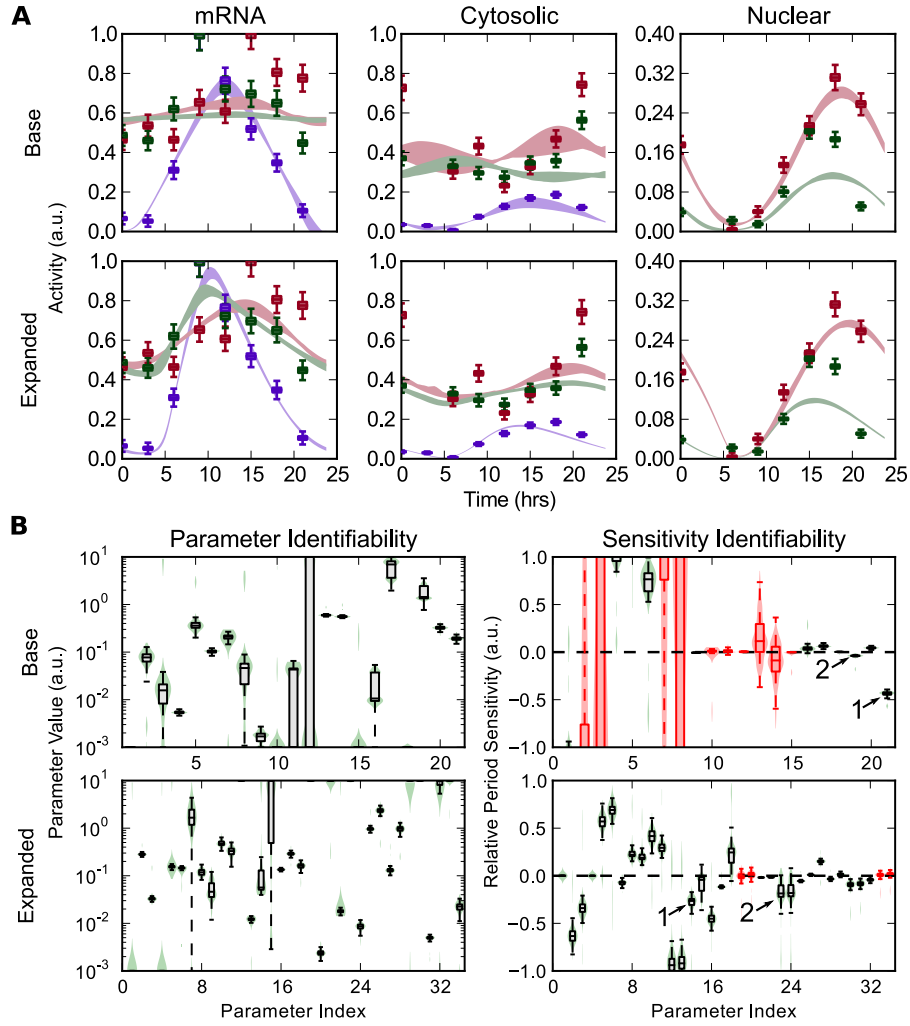 A
mRNA
Cytosolic
Nuclear
Base
Expanded
Activity (a.u.)
1.0
0.8
0.6
0.4
0.2
0.0
1.0
0.8
0.6
0.4
0.2
0.0
0.40
0.32
0.24
0.16
0.08
0.00
1.0
0.8
0.6
0.4
0.2
0.0
0 5 10 15 20 25
1.0
0.8
0.6
0.4
0.2
0.0
0 5 10 15 20 25
0.40
0.32
0.24
0.16
0.08
0.00
0 5 10 15 20 25
Time (hrs)
B
Parameter Identifiability
Sensitivity Identifiability
Base
Expanded
Parameter Value (a.u.)
10^1
10^0
10^-1
10^-2
10^-3
5 10 15 20
Relative Period Sensitivity (a.u.)
1.0
0.5
0.0
−0.5
−1.0
2
1
5 10 15 20
10^1
10^0
10^-1
10^-2
10^-3
0 8 16 24 32
Parameter Index
1.0
0.5
0.0
−0.5
−1.0
1
2
0 8 16 24 32
Parameter Index